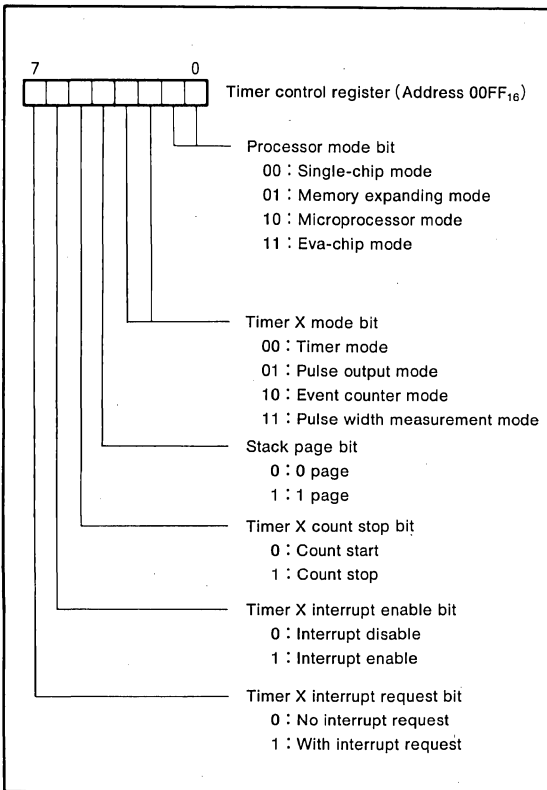 7 0
Timer control register (Address 00FF₁₆)
Processor mode bit
00 : Single-chip mode
01 : Memory expanding mode
10 : Microprocessor mode
11 : Eva-chip mode
Timer X mode bit
00 : Timer mode
01 : Pulse output mode
10 : Event counter mode
11 : Pulse width measurement mode
Stack page bit
0 : 0 page
1 : 1 page
Timer X count stop bit
0 : Count start
1 : Count stop
Timer X interrupt enable bit
0 : Interrupt disable
1 : Interrupt enable
Timer X interrupt request bit
0 : No interrupt request
1 : With interrupt request